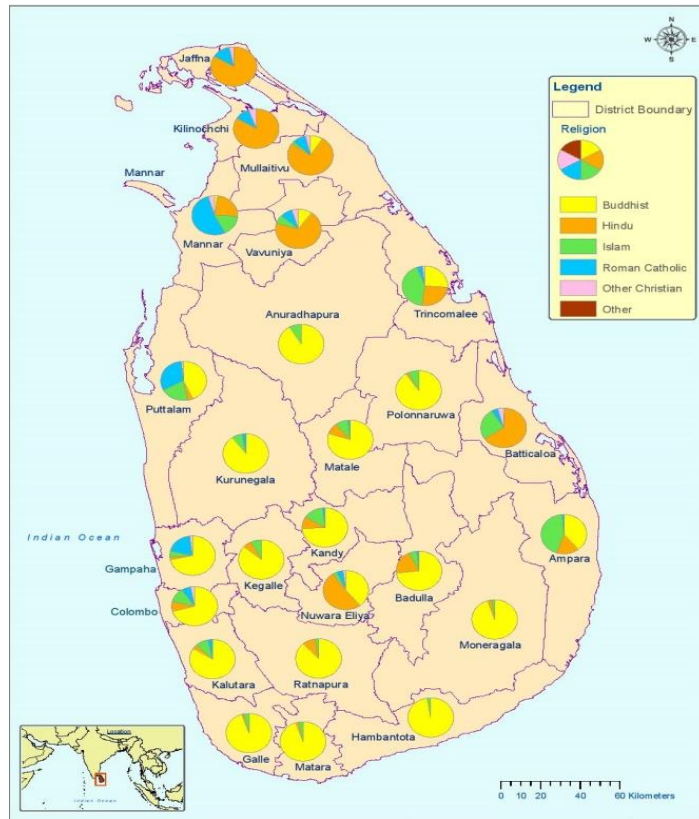 Jaffna
Kilinochchi
Mullaitivu
Mannar
Mannar
Vavuniya
Trincomalee
Anuradhapura
Puttalam
Polonnaruwa
Batticaloa
Matale
Kurunegala
Indian Ocean
Kandy
Ampara
Gampaha
Kegalle
Nuwara Eliya
Badulla
Colombo
Moneragala
Kalutara
Ratnapura
Hambantota
Galle
Matara
N
W E
S
Legend
District Boundary
Religion
Buddhist
Hindu
Islam
Roman Catholic
Other Christian
Other
Location
Indian Ocean
0 10 20 40 60 Kilometers